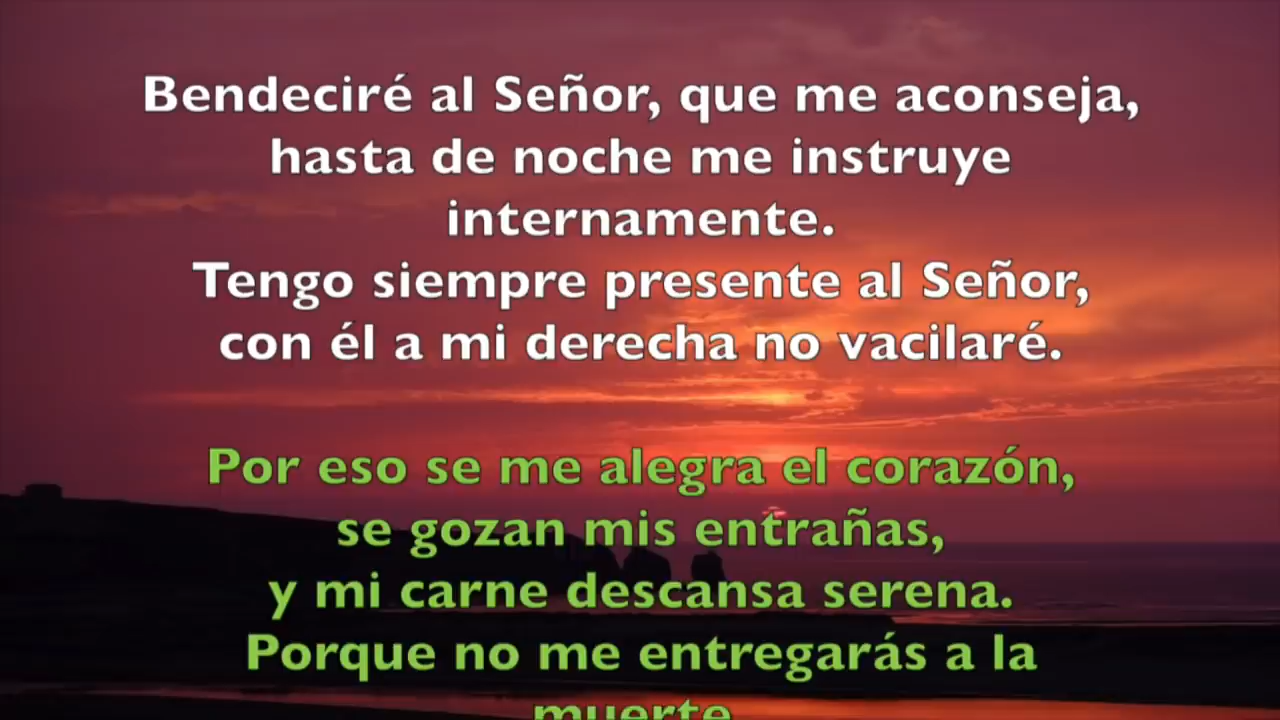 Bendeciré al Señor, que me aconseja,
hasta de noche me instruye
internamente.
Tengo siempre presente al Señor,
con él a mi derecha no vacilaré.
Por eso se me alegra el corazón,
se gozan mis entrañas,
y mi carne descansa serena.
Porque no me entregarás a la
muerte